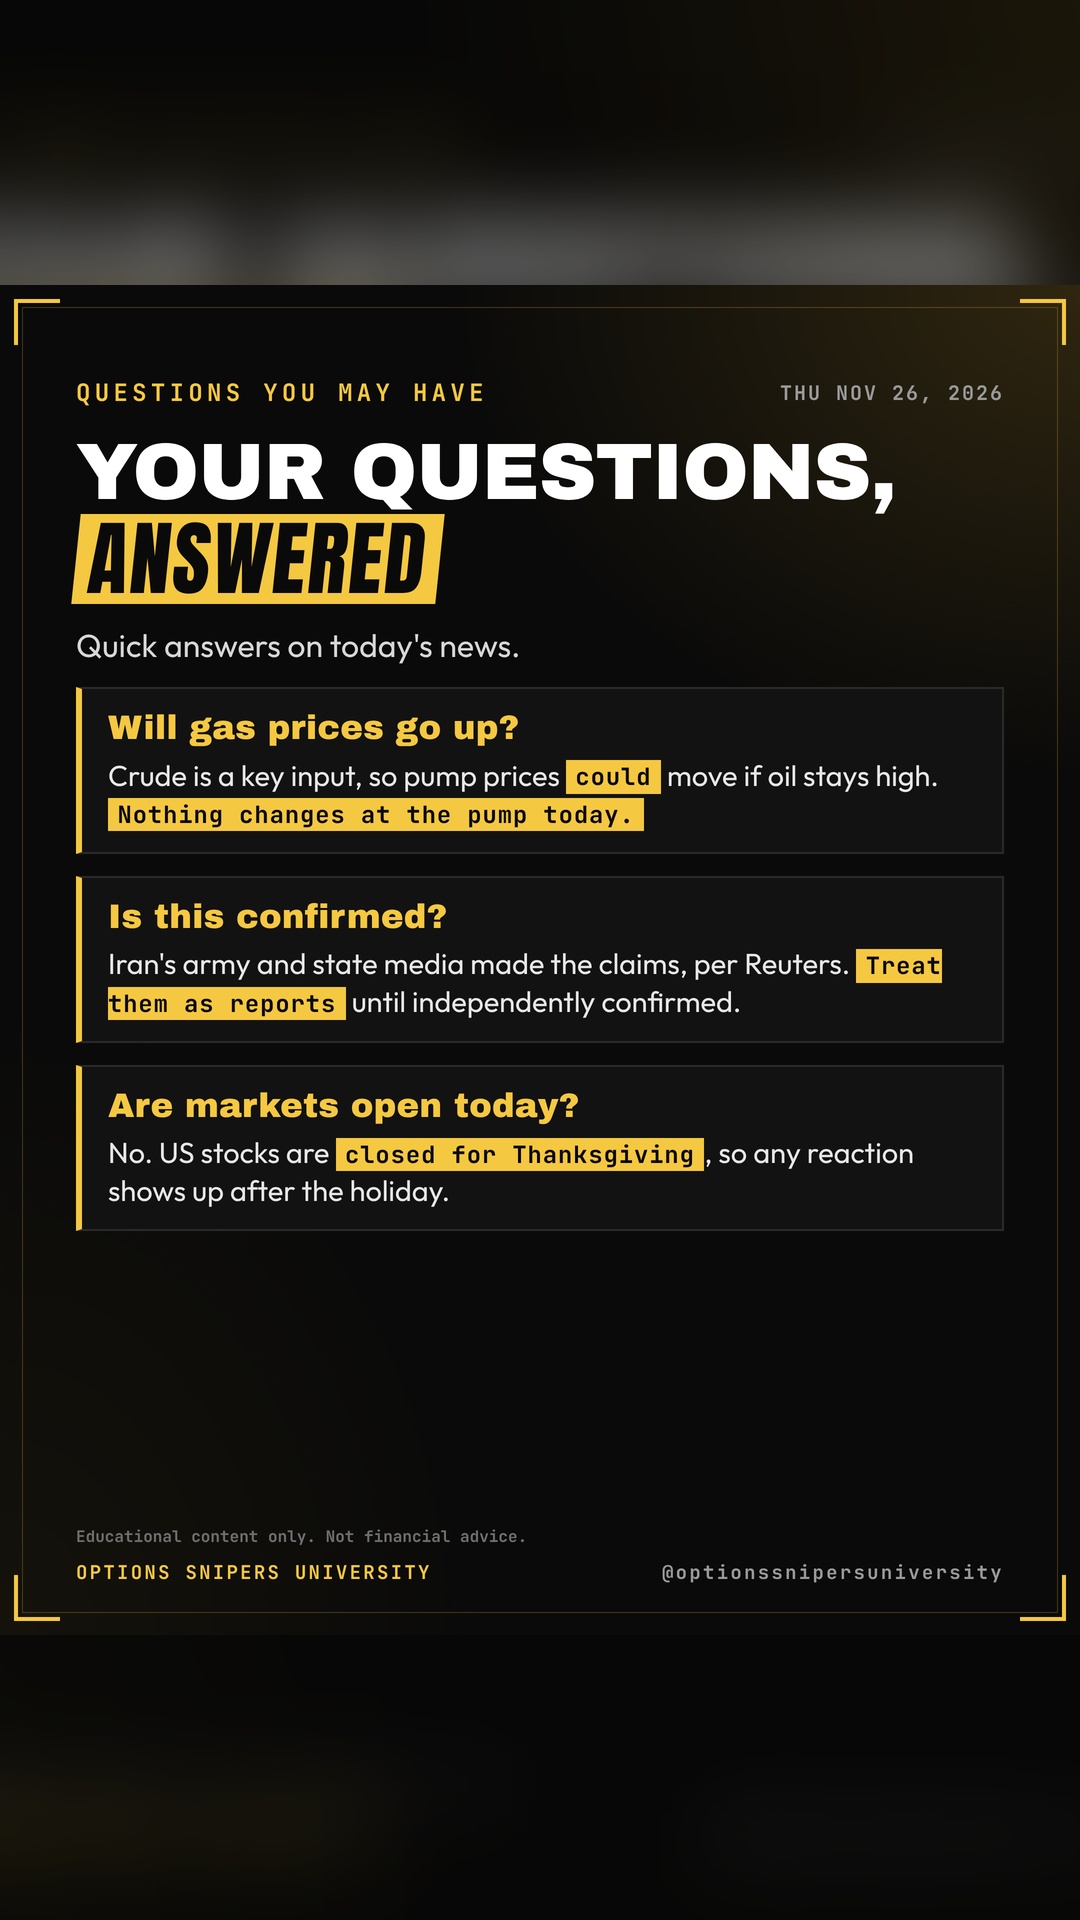 QUESTIONS YOU MAY HAVE
THU NOV 26, 2026
YOUR QUESTIONS,
ANSWERED
Quick answers on today's news.
Will gas prices go up?
Crude is a key input, so pump prices could move if oil stays high.
Nothing changes at the pump today.
Is this confirmed?
Iran's army and state media made the claims, per Reuters. Treat
them as reports until independently confirmed.
Are markets open today?
No. US stocks are closed for Thanksgiving, so any reaction
shows up after the holiday.
Educational content only. Not financial advice.
OPTIONS SNIPERS UNIVERSITY
@optionssnipersuniversity